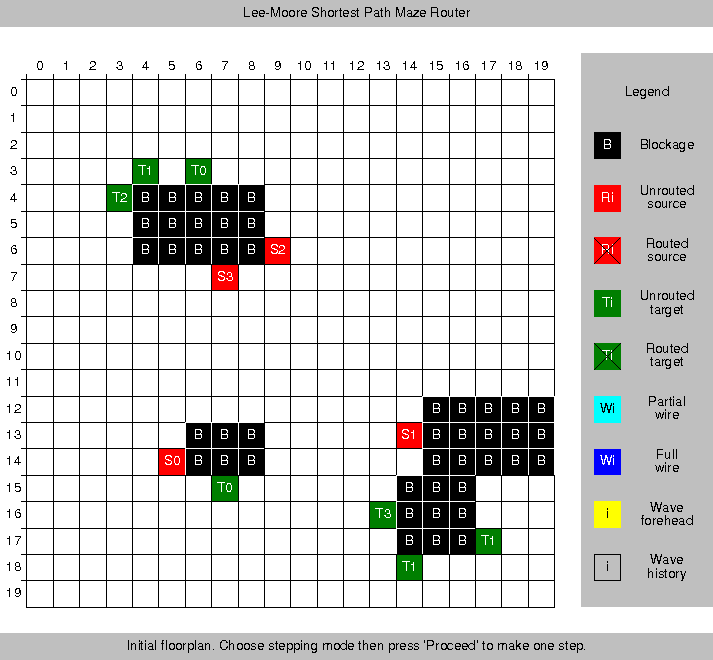 Lee-Moore Shortest Path Maze Router
0 1 2 3 4 5 6 7 8 9 10 11 12 13 14 15 16 17 18 19
0
1
2
3 T1 T0
4 T2 B B B B B
5 B B B B B
6 B B B B B S2
7 S3
8
9
10
11
12 B B B B B
13 B B B S1 B B B B B
14 S0 B B B B B B B B
15 T0 B B B
16 T3 B B B
17 B B B T1
18 T1
19
Legend
B Blockage
Ri Unrouted
source
Ri Routed
source
Ti Unrouted
target
Ti Routed
target
Wi Partial
wire
Wi Full
wire
i Wave
forehead
i Wave
history
Initial floorplan. Choose stepping mode then press 'Proceed' to make one step.